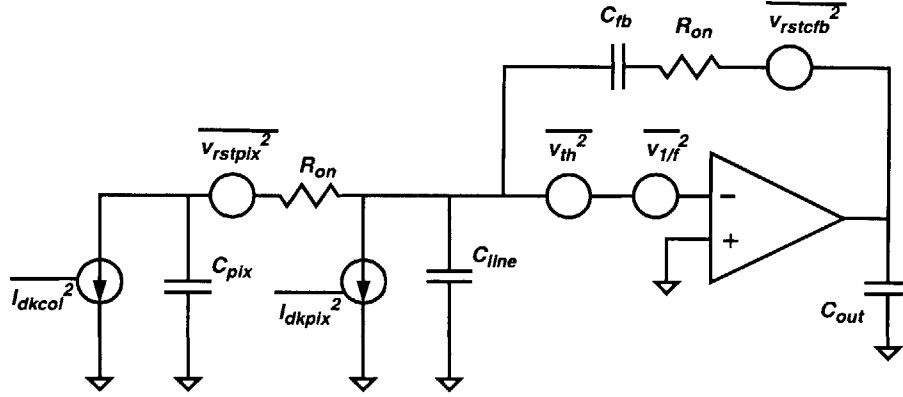 C_fb
R_on
v_rstcfb^2
v_rstpix^2
R_on
v_th^2
v_1/f^2
−
+
I_dkcol^2
C_pix
I_dkpix^2
C_line
C_out